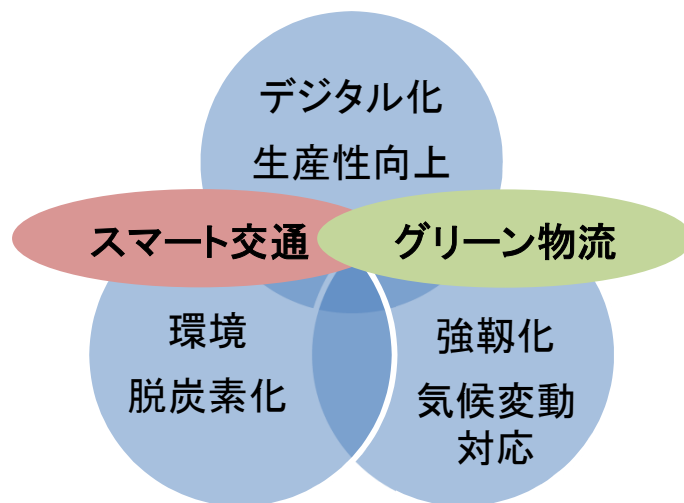 デジタル化
生産性向上
スマート交通
グリーン物流
環境
脱炭素化
強靱化
気候変動
対応